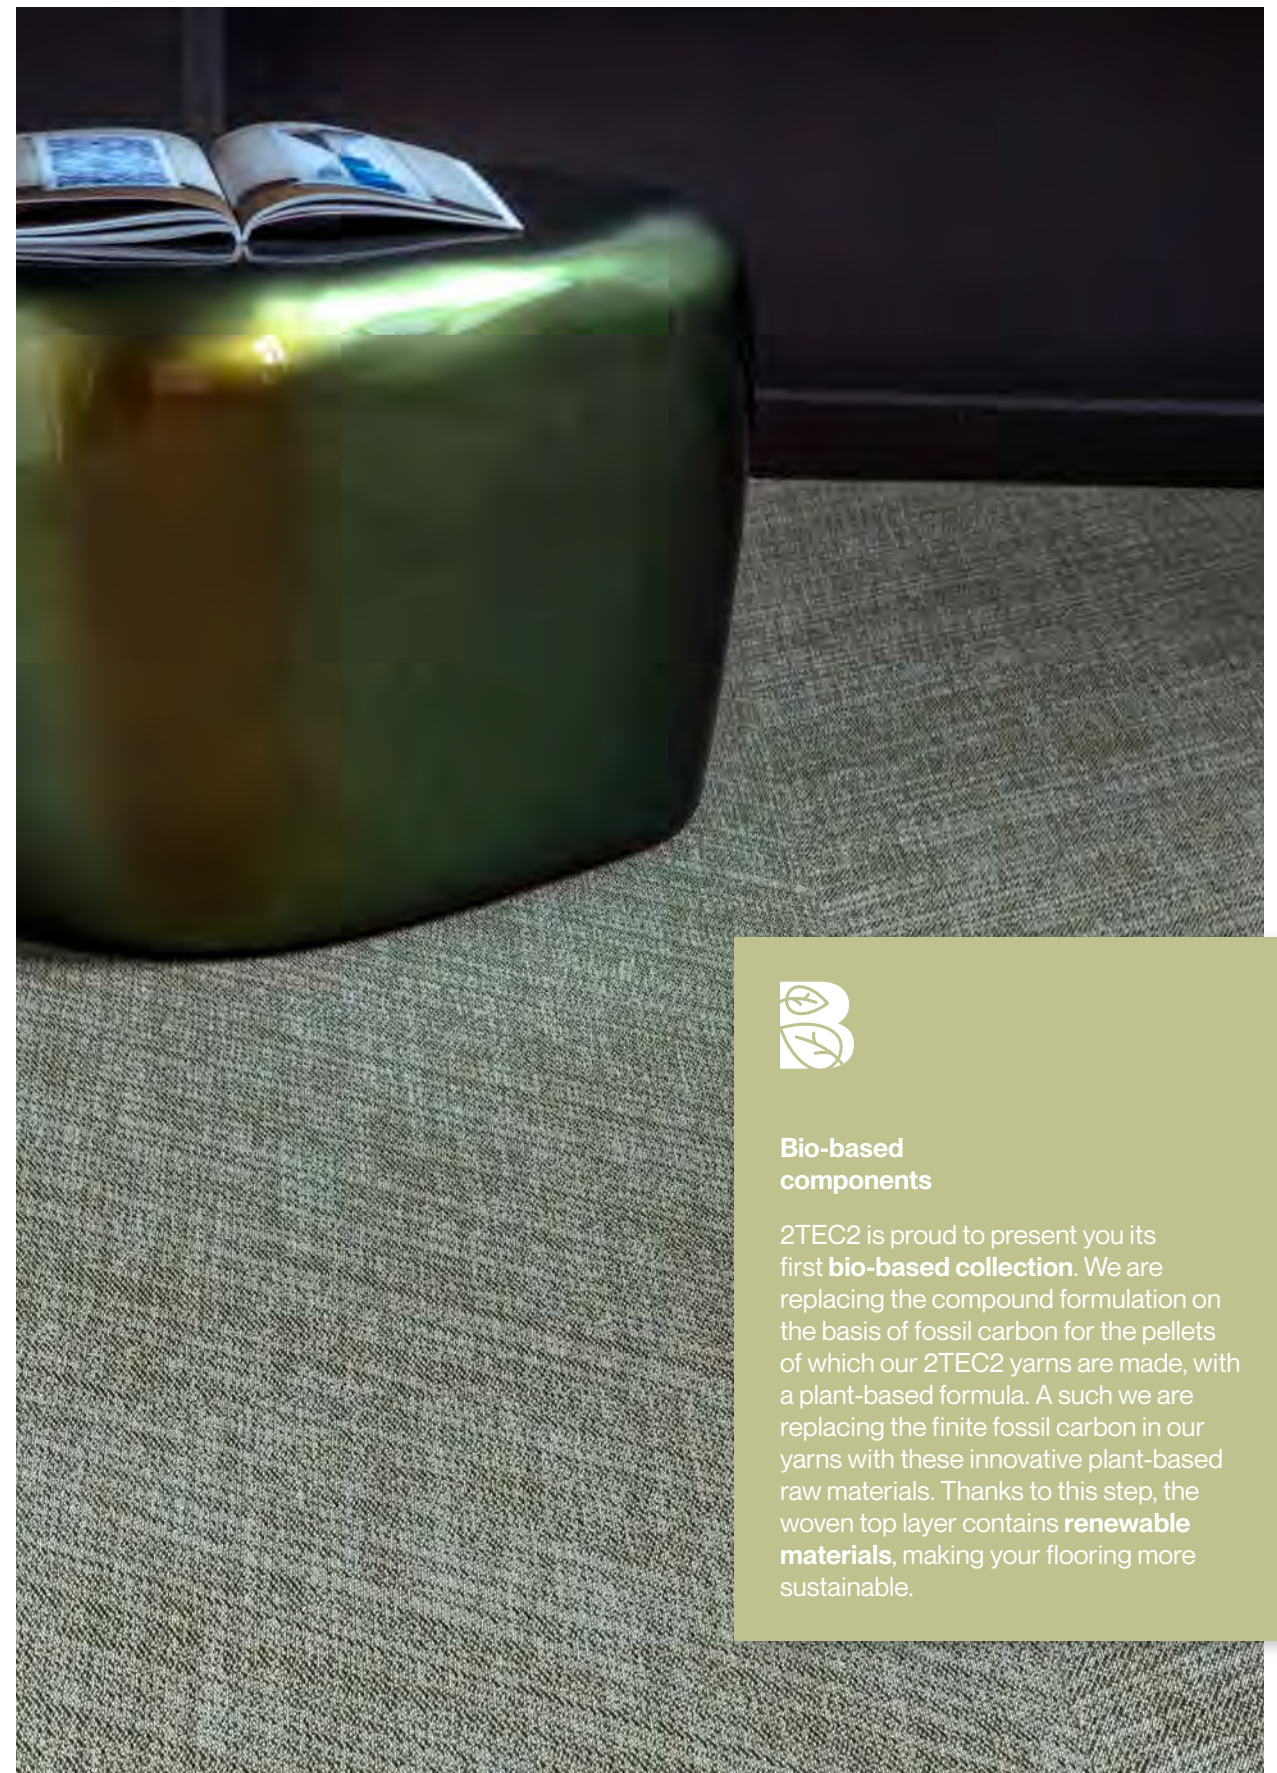 B
Bio-based
components
2TEC2 is proud to present you its
first bio-based collection. We are
replacing the compound formulation on
the basis of fossil carbon for the pellets
of which our 2TEC2 yarns are made, with
a plant-based formula. A such we are
replacing the finite fossil carbon in our
yarns with these innovative plant-based
raw materials. Thanks to this step, the
woven top layer contains renewable
materials, making your flooring more
sustainable.